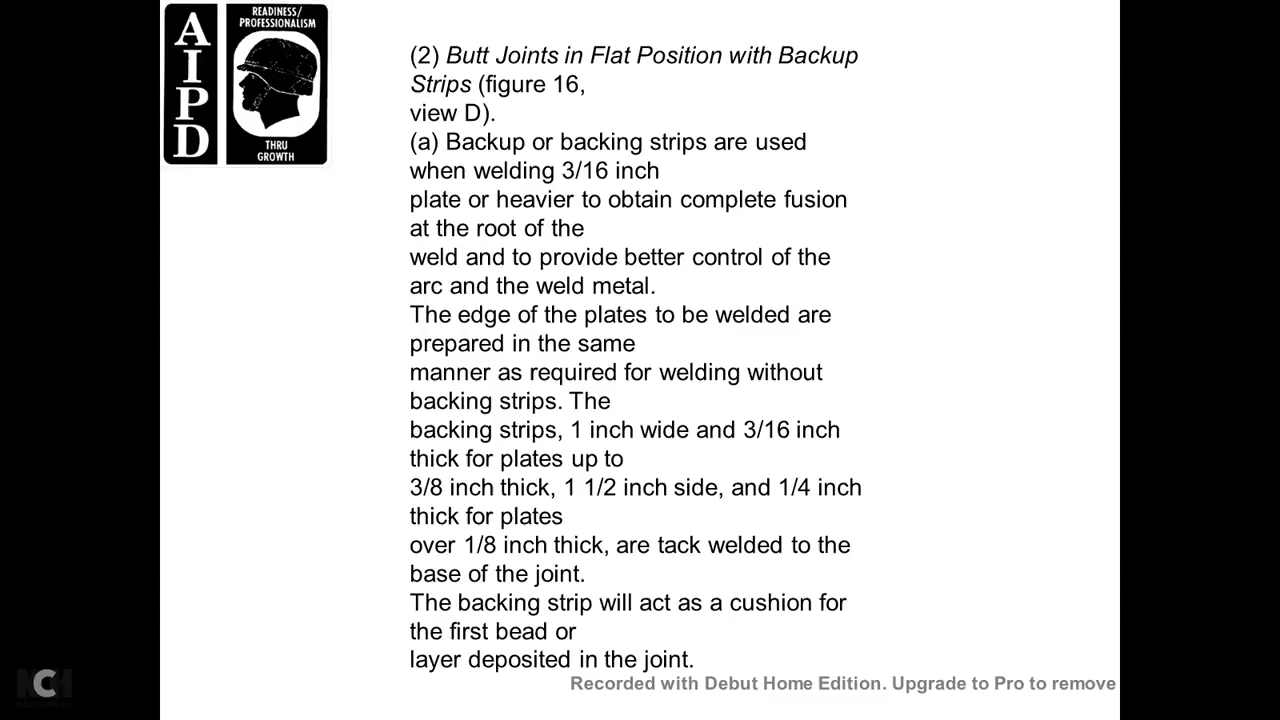 AIPD
READINESS/
PROFESSIONALISM
THRU
GROWTH
(2) Butt Joints in Flat Position with Backup
Strips (figure 16,
view D).
(a) Backup or backing strips are used
when welding 3/16 inch
plate or heavier to obtain complete fusion
at the root of the
weld and to provide better control of the
arc and the weld metal.
The edge of the plates to be welded are
prepared in the same
manner as required for welding without
backing strips. The
backing strips, 1 inch wide and 3/16 inch
thick for plates up to
3/8 inch thick, 1 1/2 inch side, and 1/4 inch
thick for plates
over 1/8 inch thick, are tack welded to the
base of the joint.
The backing strip will act as a cushion for
the first bead or
layer deposited in the joint.
NCH
Recorded with Debut Home Edition. Upgrade to Pro to remove